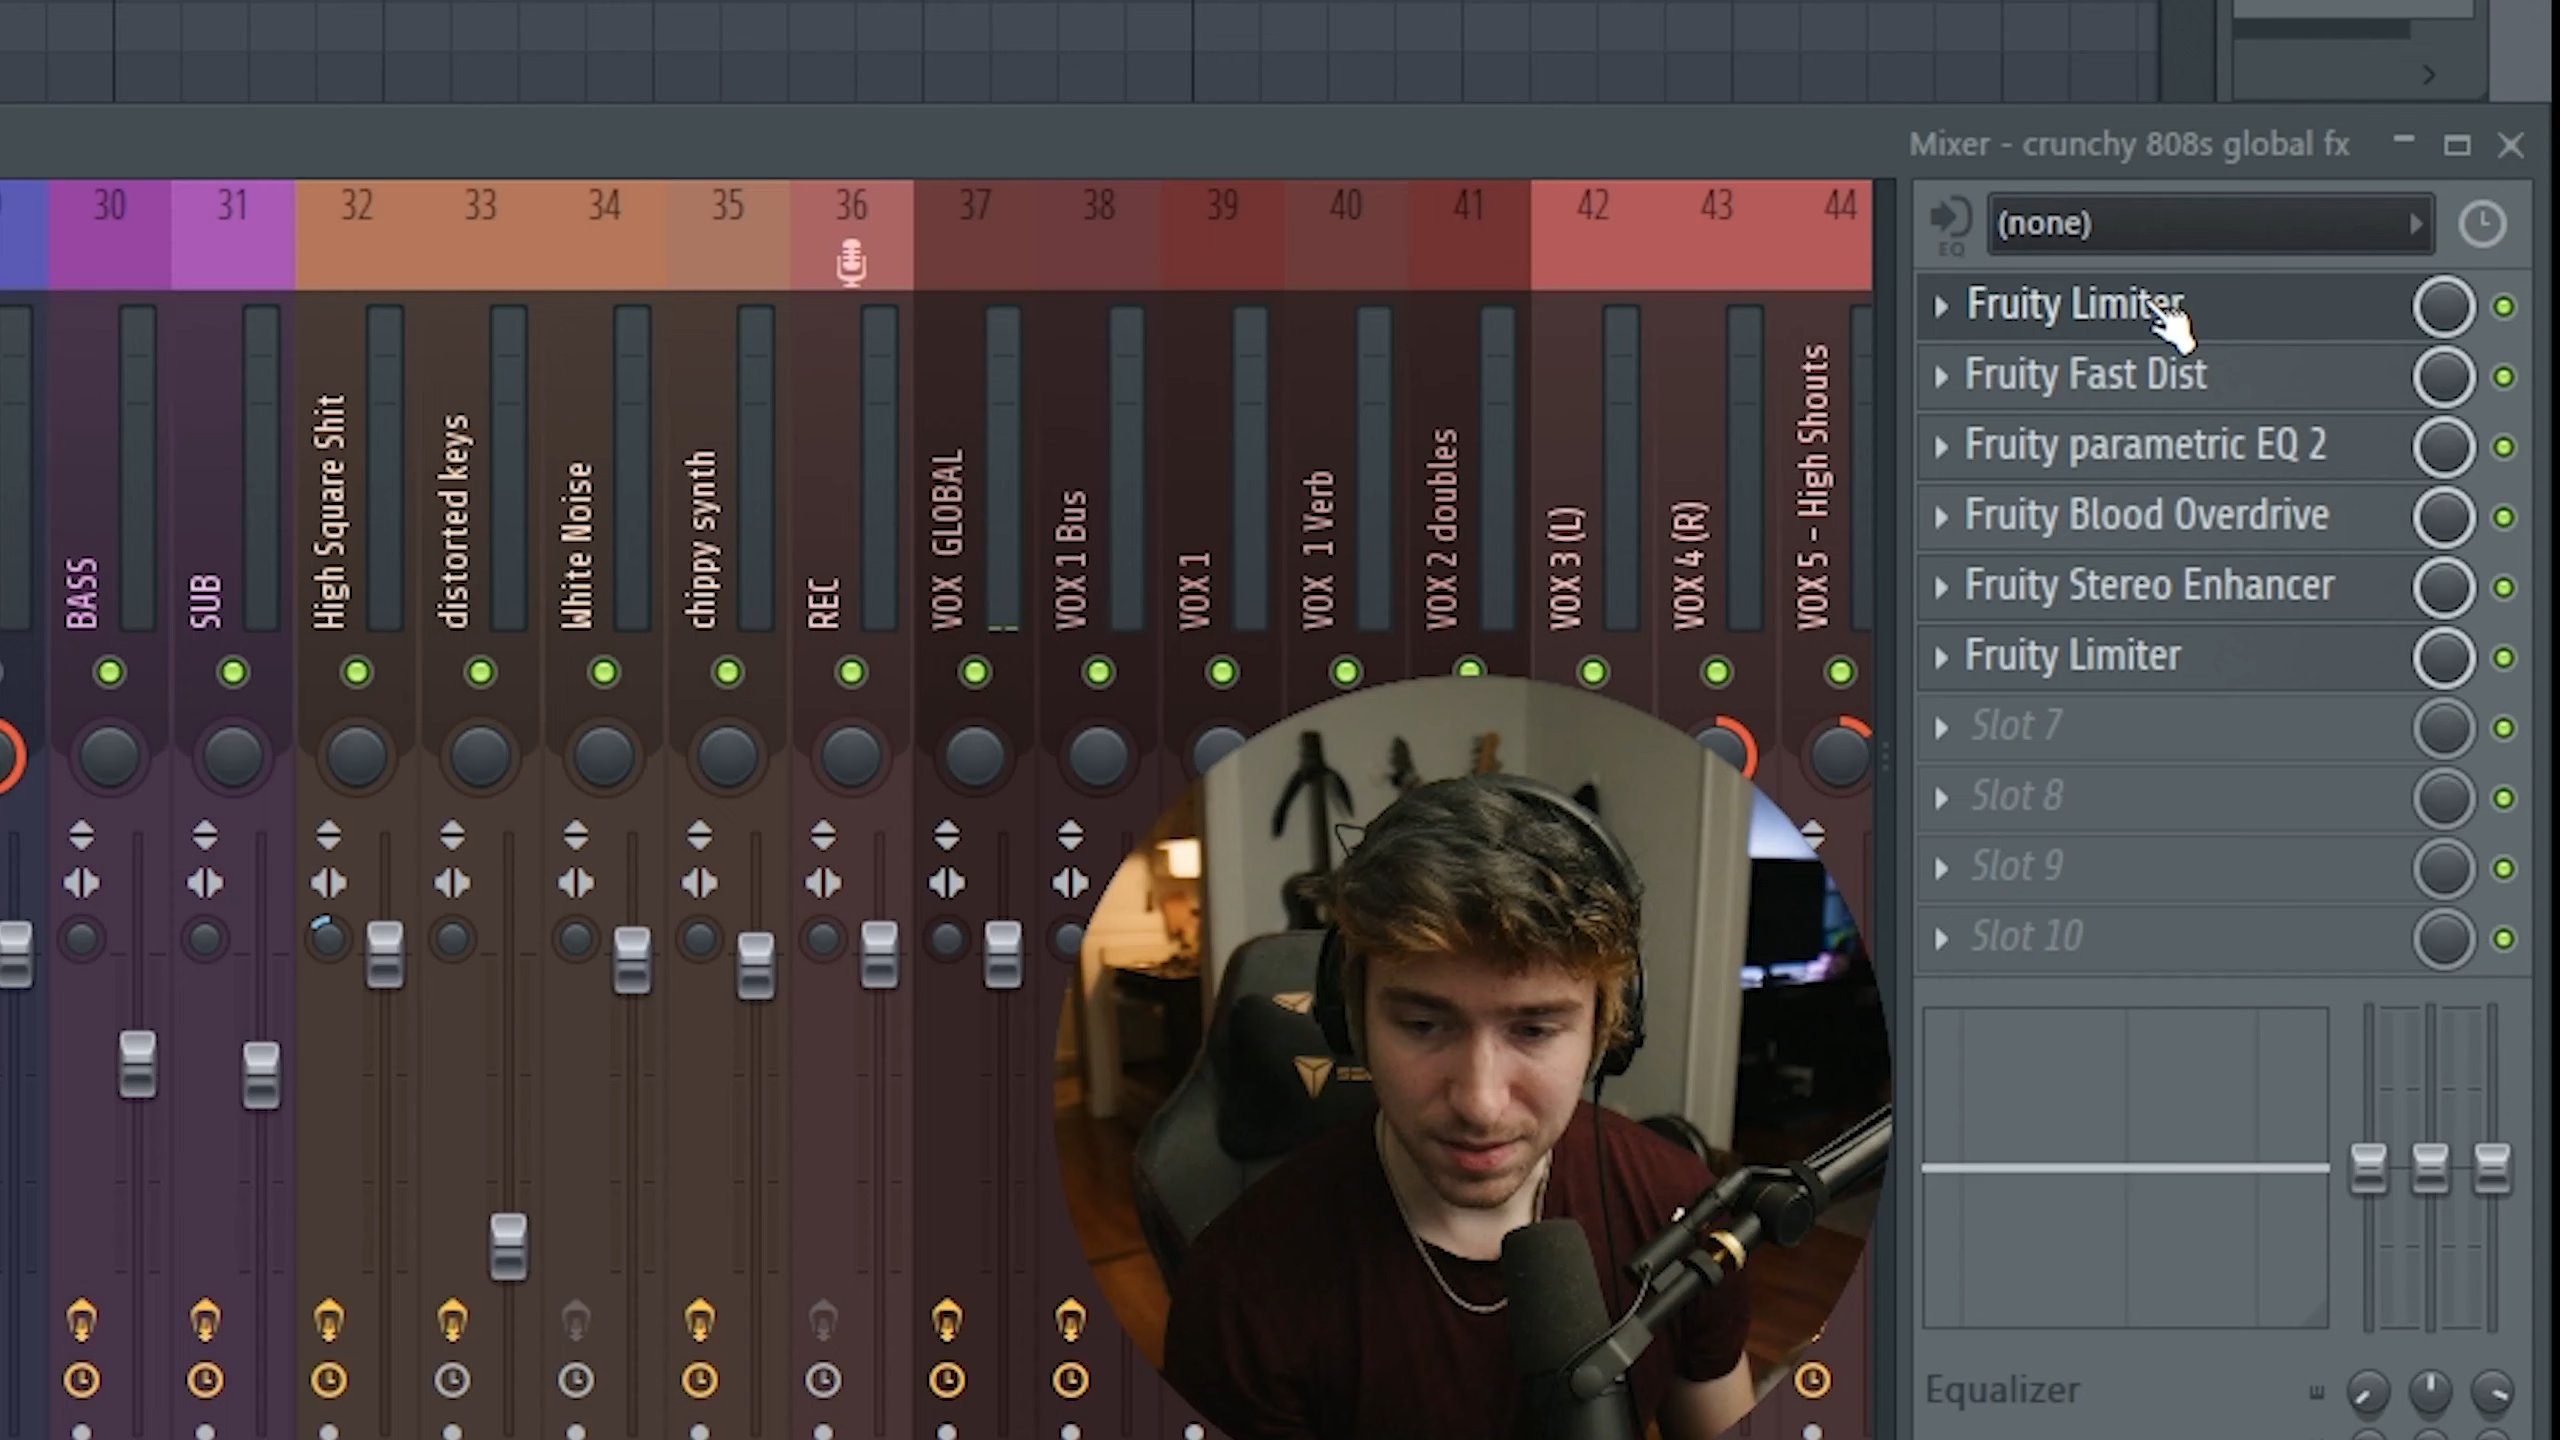 Mixer - crunchy 808s global fx
30
31
32
33
34
35
36
37
38
39
40
41
42
43
44
EQ
(none)
BASS
SUB
High Square Shit
distorted keys
White Noise
chippy synth
REC
VOX GLOBAL
VOX 1 Bus
VOX 1
VOX 1 Verb
VOX 2 doubles
VOX 3 (L)
VOX 4 (R)
VOX 5 - High Shouts
Fruity Limiter
Fruity Fast Dist
Fruity parametric EQ 2
Fruity Blood Overdrive
Fruity Stereo Enhancer
Fruity Limiter
Slot 7
Slot 8
Slot 9
Slot 10
Equalizer